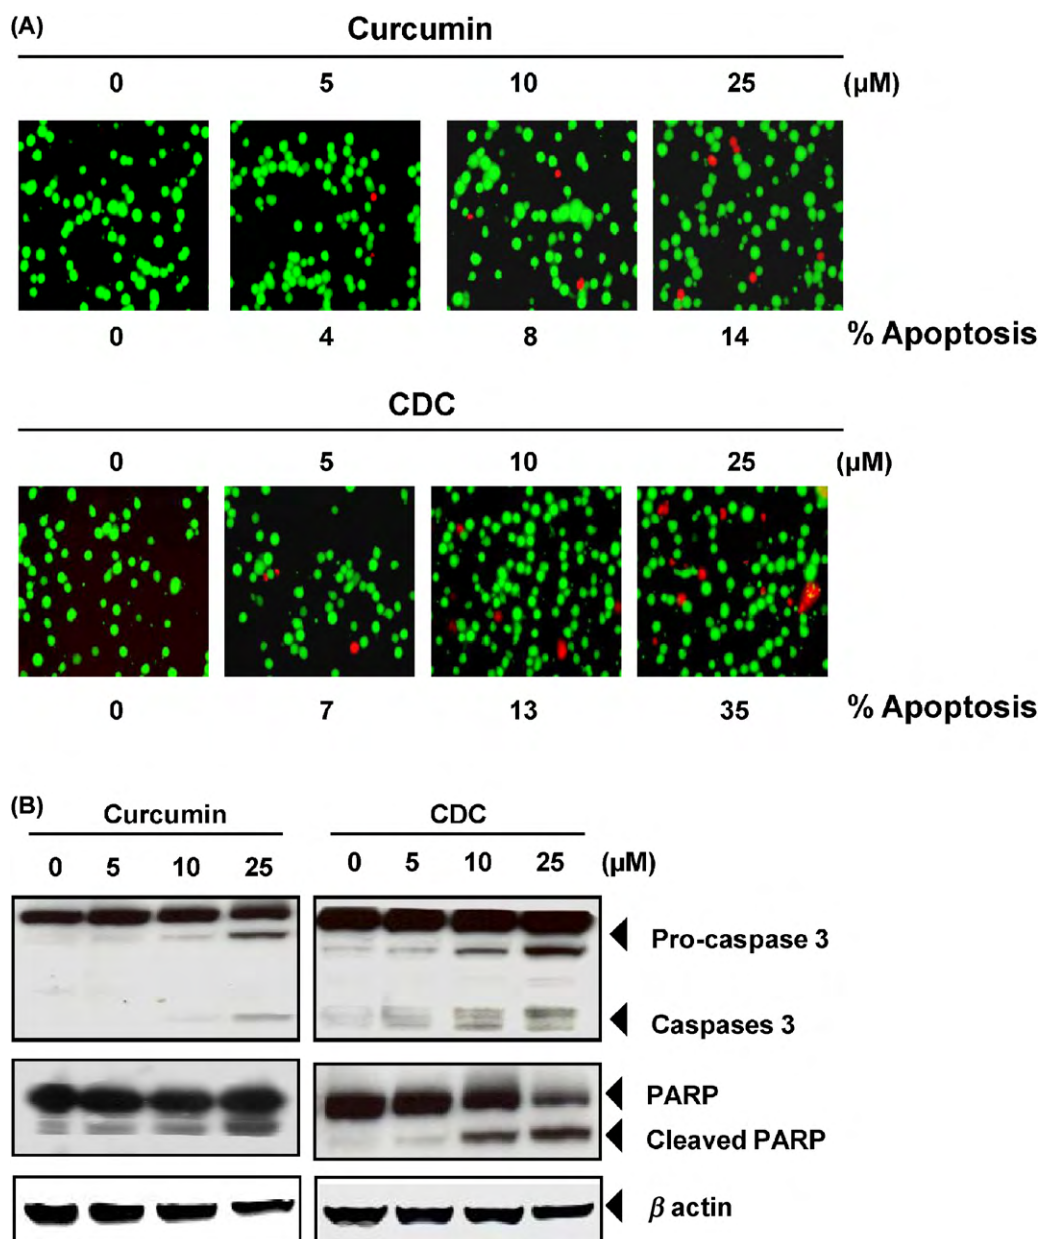 (A)
Curcumin
0 5 10 25 (µM)
0 4 8 14 % Apoptosis
CDC
0 5 10 25 (µM)
0 7 13 35 % Apoptosis
(B)
Curcumin CDC
0 5 10 25 0 5 10 25 (µM)
Pro-caspase 3
Caspases 3
PARP
Cleaved PARP
β actin